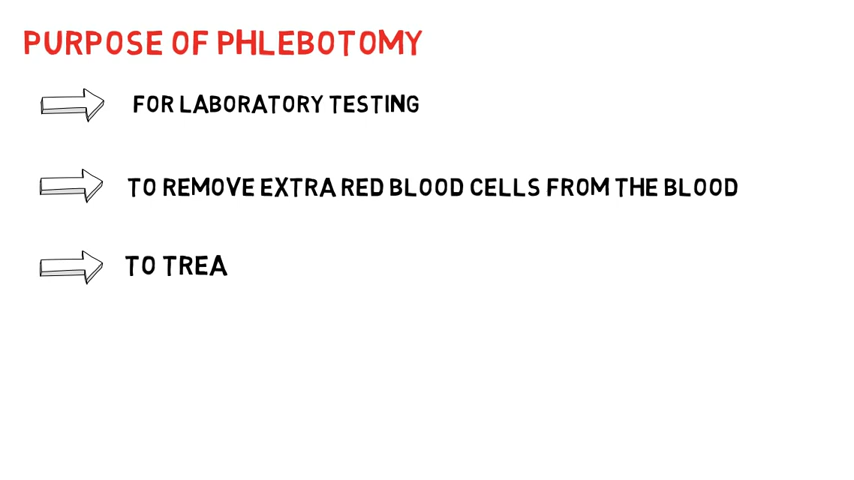 PURPOSE OF PHLEBOTOMY
FOR LABORATORY TESTING
TO REMOVE EXTRA RED BLOOD CELLS FROM THE BLOOD
TO TREA